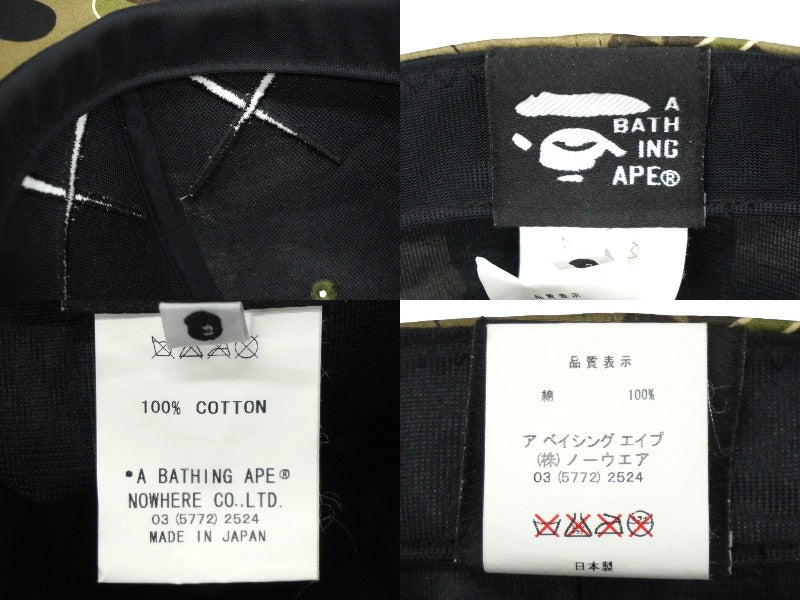 A
BATH
ING
APE®
品質表示
100% COTTON
*A BATHING APE®
NOWHERE CO.,LTD.
03 (5772) 2524
MADE IN JAPAN
品質表示
綿 100%
ア ベイシング エイプ
(株) ノーウエア
03 (5772) 2524
日本製